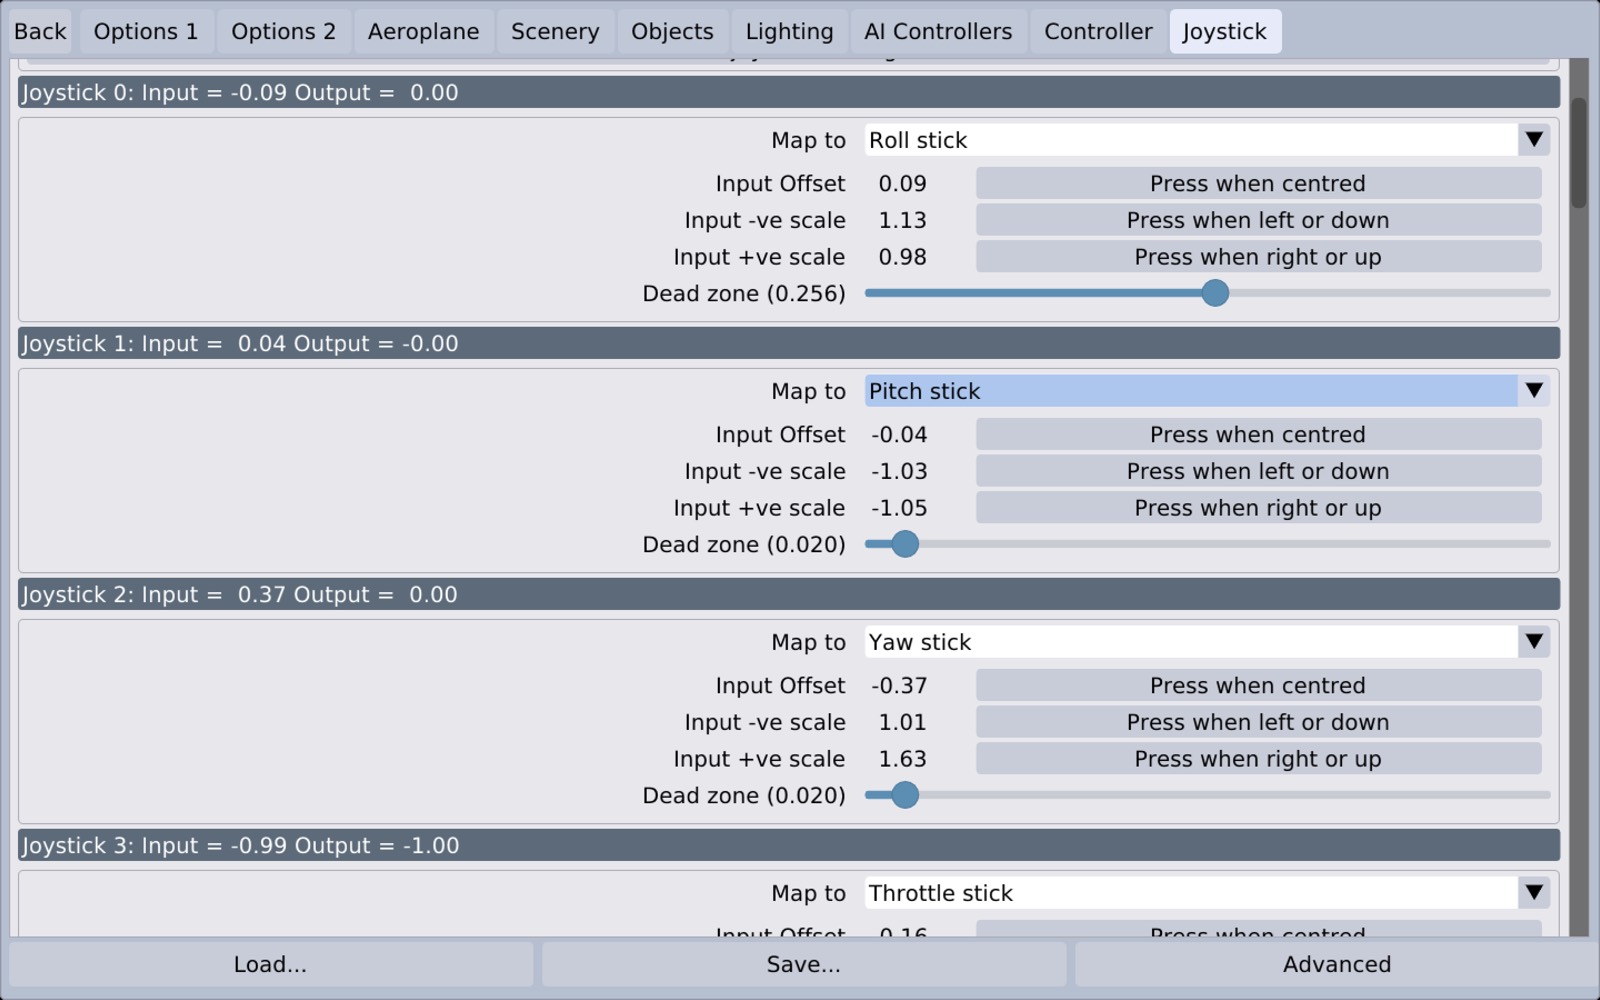 Back Options 1 Options 2 Aeroplane Scenery Objects Lighting AI Controllers Controller Joystick
Joystick 0: Input = -0.09 Output =  0.00
Map to Roll stick
Input Offset 0.09 Press when centred
Input -ve scale 1.13 Press when left or down
Input +ve scale 0.98 Press when right or up
Dead zone (0.256)
Joystick 1: Input =  0.04 Output = -0.00
Map to Pitch stick
Input Offset -0.04 Press when centred
Input -ve scale -1.03 Press when left or down
Input +ve scale -1.05 Press when right or up
Dead zone (0.020)
Joystick 2: Input =  0.37 Output =  0.00
Map to Yaw stick
Input Offset -0.37 Press when centred
Input -ve scale 1.01 Press when left or down
Input +ve scale 1.63 Press when right or up
Dead zone (0.020)
Joystick 3: Input = -0.99 Output = -1.00
Map to Throttle stick
Input Offset 0.16 Press when centred
Load... Save... Advanced